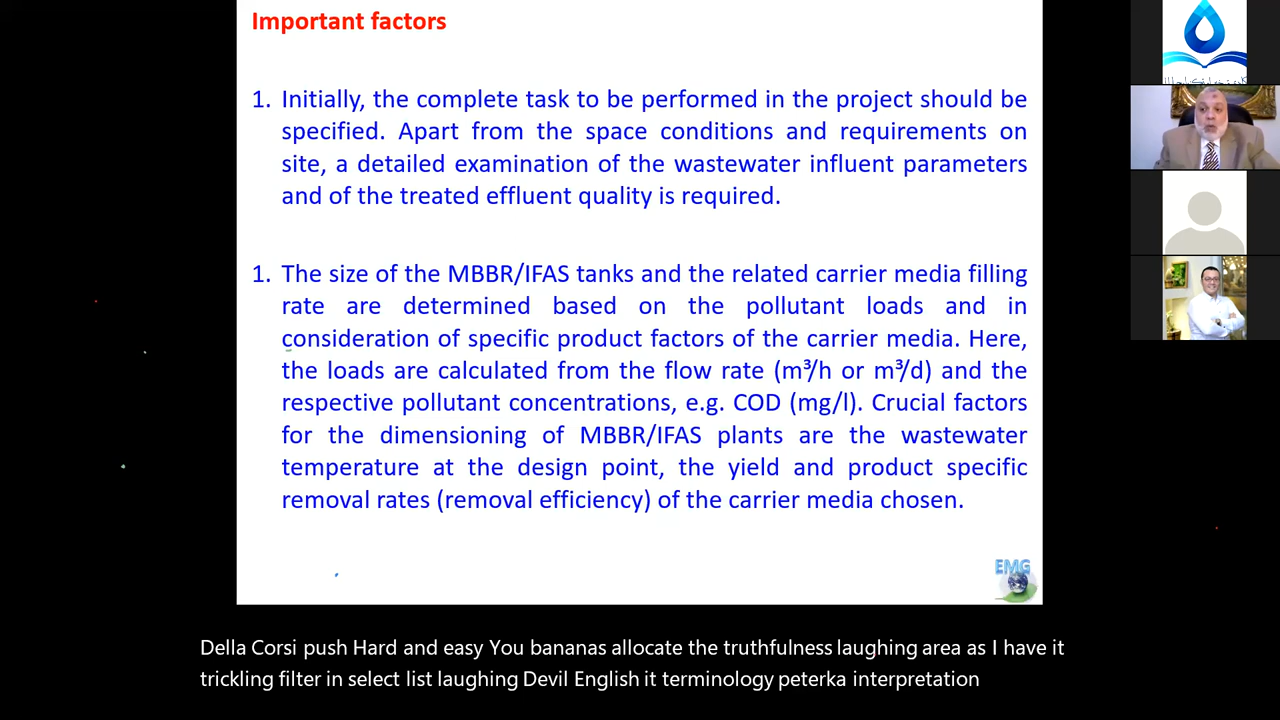 Important factors
1. Initially, the complete task to be performed in the project should be
specified. Apart from the space conditions and requirements on
site, a detailed examination of the wastewater influent parameters
and of the treated effluent quality is required.
1. The size of the MBBR/IFAS tanks and the related carrier media filling
rate are determined based on the pollutant loads and in
consideration of specific product factors of the carrier media. Here,
the loads are calculated from the flow rate (m³/h or m³/d) and the
respective pollutant concentrations, e.g. COD (mg/l). Crucial factors
for the dimensioning of MBBR/IFAS plants are the wastewater
temperature at the design point, the yield and product specific
removal rates (removal efficiency) of the carrier media chosen.
EMG
Della Corsi push Hard and easy You bananas allocate the truthfulness laughing area as I have it
trickling filter in select list laughing Devil English it terminology peterka interpretation